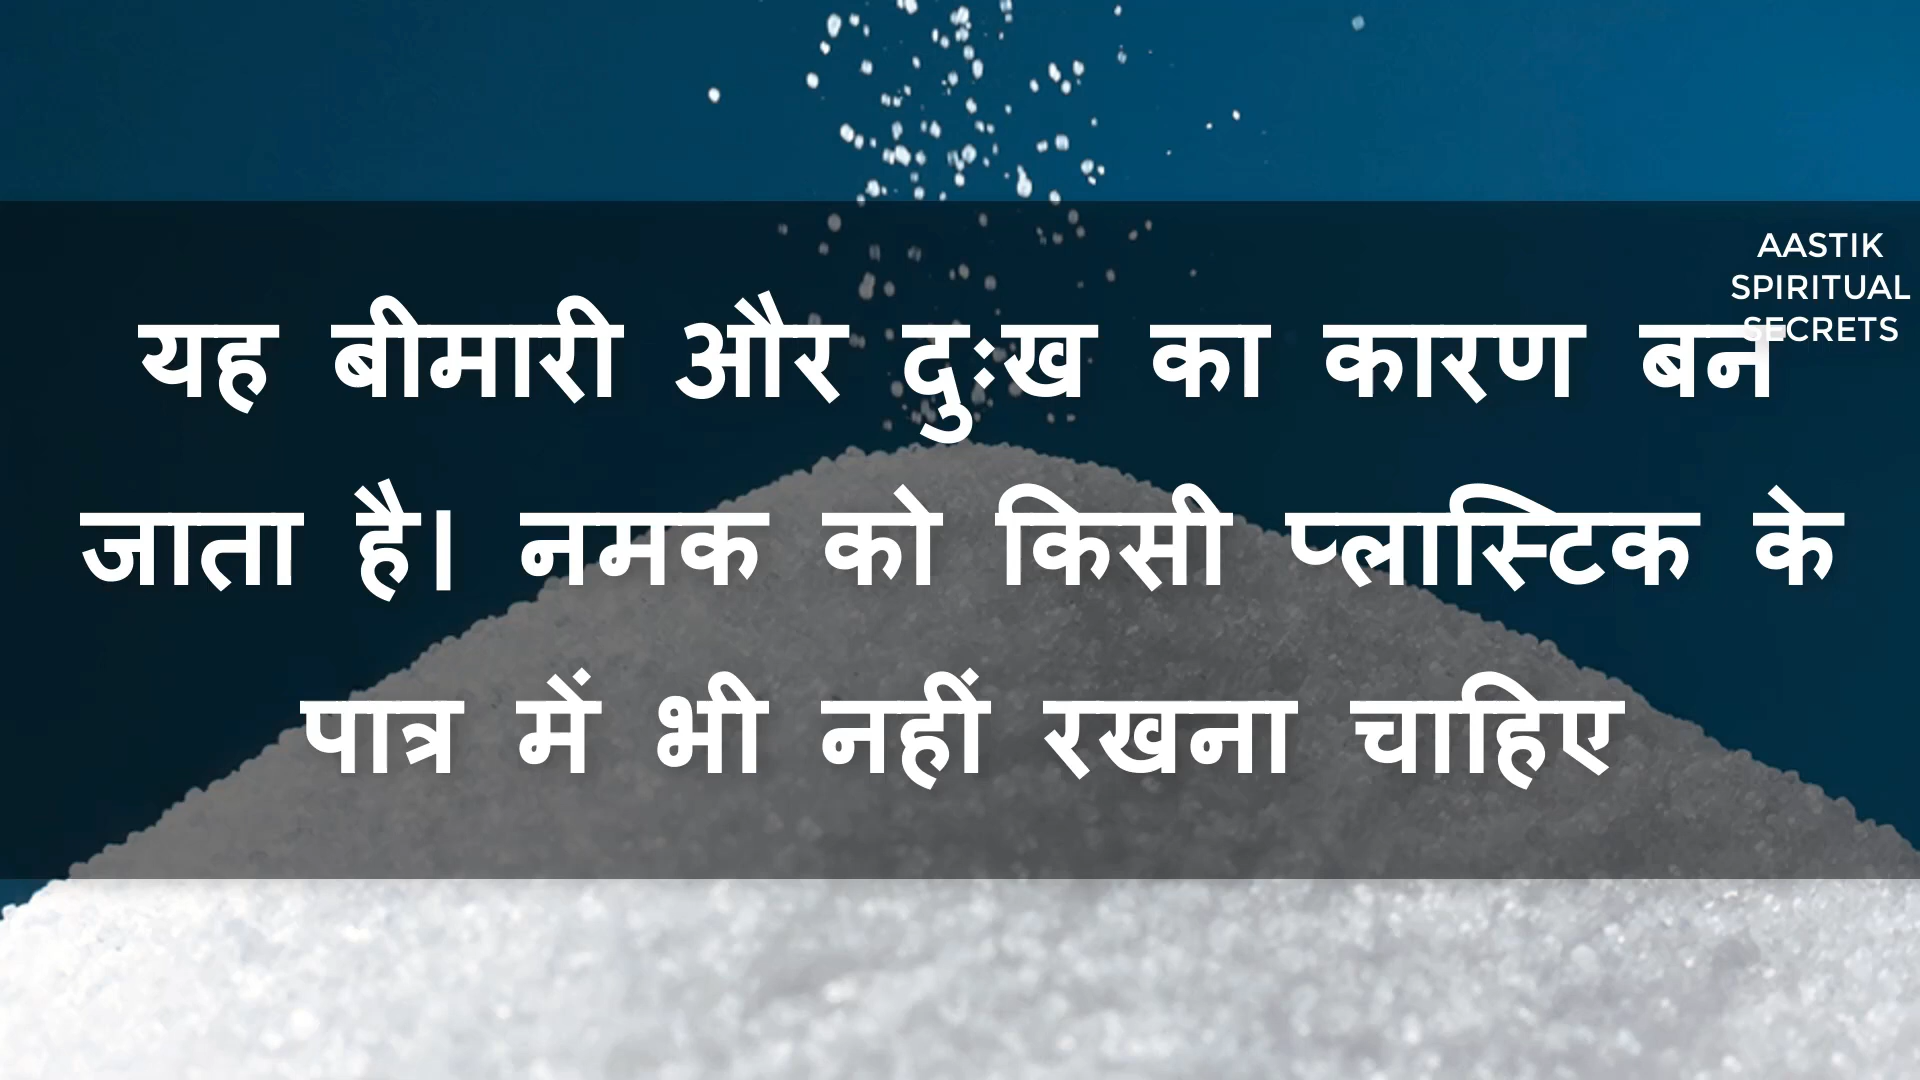 AASTIK
SPIRITUAL
SECRETS
यह बीमारी और दुःख का कारण बन
जाता है। नमक को किसी प्लास्टिक के
पात्र में भी नहीं रखना चाहिए